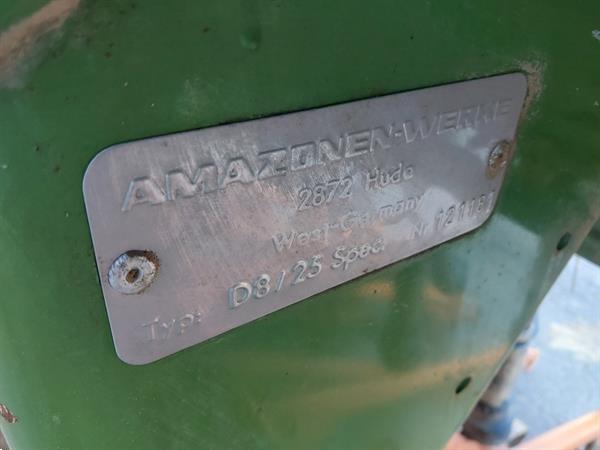 AMAZONEN-WERKE
2872 Hude
West-Germany
Typ: D8/25 Spec. Nr. 121181